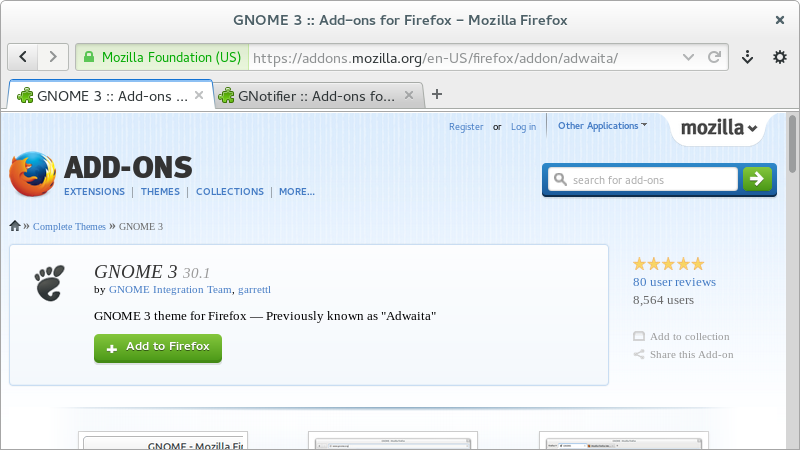 GNOME 3 :: Add-ons for Firefox – Mozilla Firefox
Mozilla Foundation (US) https://addons.mozilla.org/en-US/firefox/addon/adwaita/
GNOME 3 :: Add-ons ... GNotifier :: Add-ons fo...
Register or Log in Other Applications mozilla
ADD-ONS
EXTENSIONS | THEMES | COLLECTIONS | MORE...
search for add-ons
» Complete Themes » GNOME 3
GNOME 3 30.1
by GNOME Integration Team, garrettl
GNOME 3 theme for Firefox — Previously known as "Adwaita"
Add to Firefox
80 user reviews
8,564 users
Add to collection
Share this Add-on
GNOME - Mozilla Fi